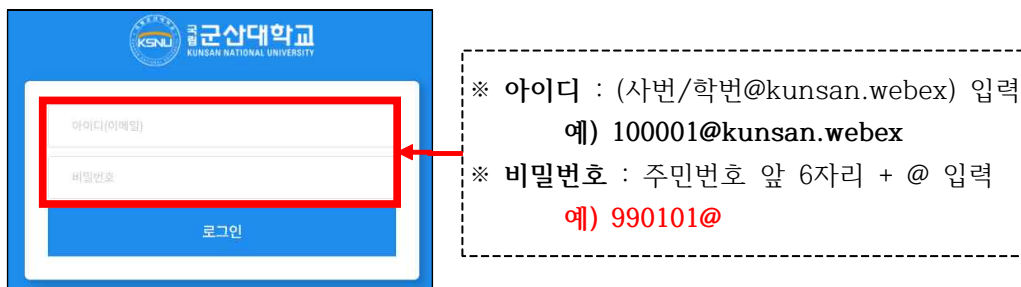 KSNU 국립군산대학교
KUNSAN NATIONAL UNIVERSITY
아이디(이메일)
비밀번호
로그인
※ 아이디 : (사번/학번@kunsan.webex) 입력
예) 100001@kunsan.webex
※ 비밀번호 : 주민번호 앞 6자리 + @ 입력
예) 990101@